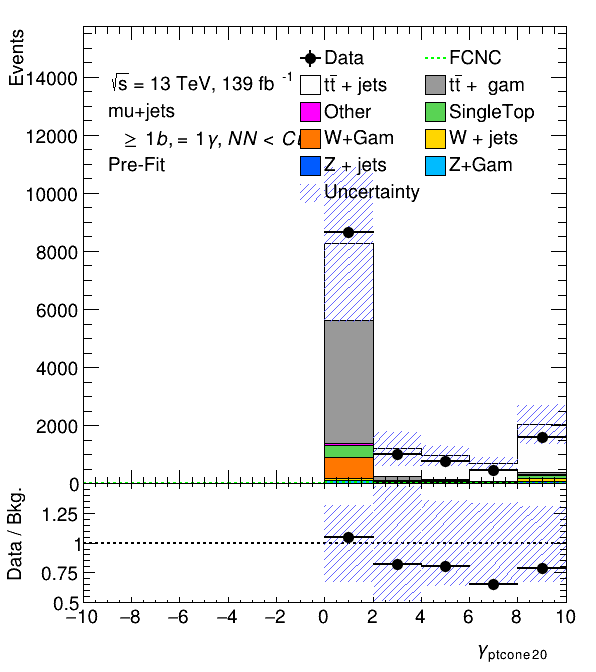 Events
Data
FCNC
√s = 13 TeV, 139 fb -1
tt̄ + jets
tt̄ + gam
mu+jets
Other
SingleTop
≥ 1b, = 1γ, NN <
W+Gam
W + jets
Pre-Fit
Z + jets
Z+Gam
Uncertainty
14000
12000
10000
8000
6000
4000
2000
0
Data / Bkg.
1.25
1
0.75
0.5
−10 −8 −6 −4 −2 0 2 4 6 8 10
γptcone20